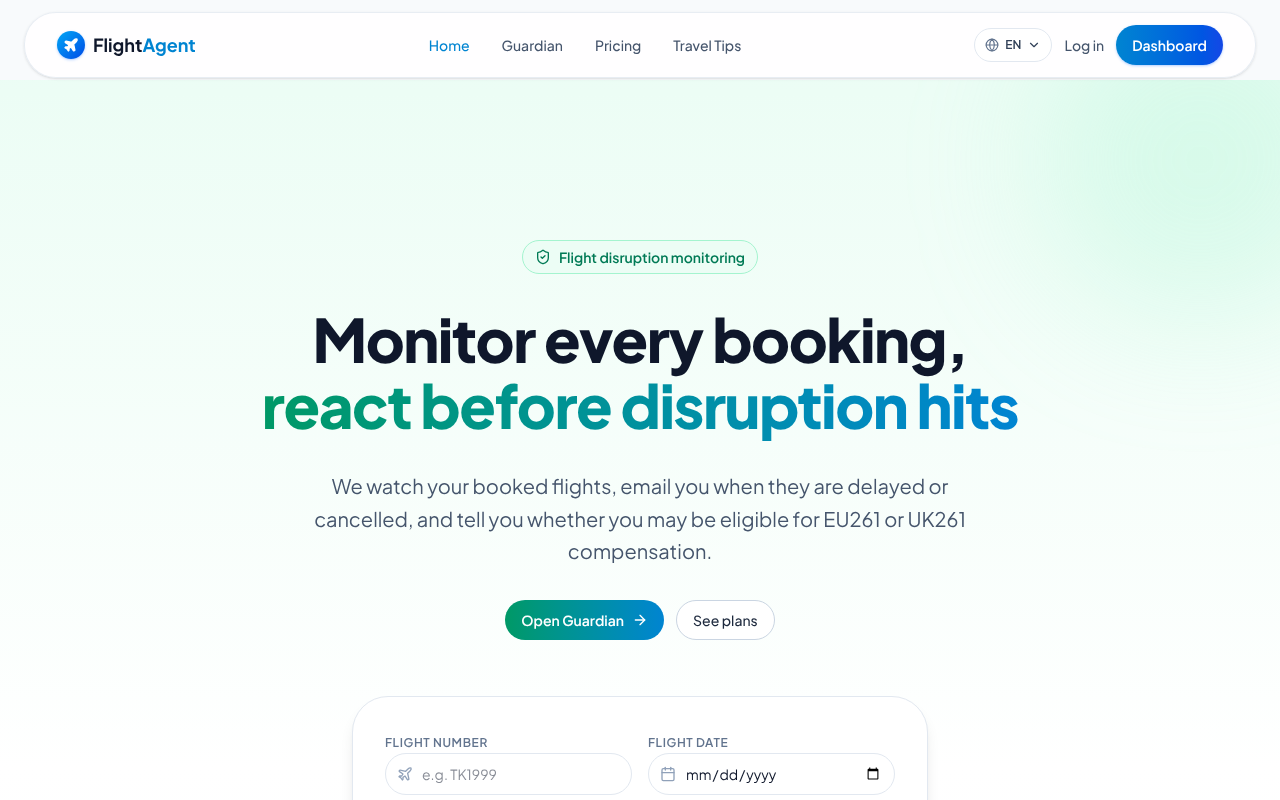 FlightAgent
Home
Guardian
Pricing
Travel Tips
EN
Log in
Dashboard
Flight disruption monitoring
Monitor every booking,
react before disruption hits
We watch your booked flights, email you when they are delayed or
cancelled, and tell you whether you may be eligible for EU261 or UK261
compensation.
Open Guardian
See plans
FLIGHT NUMBER
FLIGHT DATE
e.g. TK1999
mm/dd/yyyy